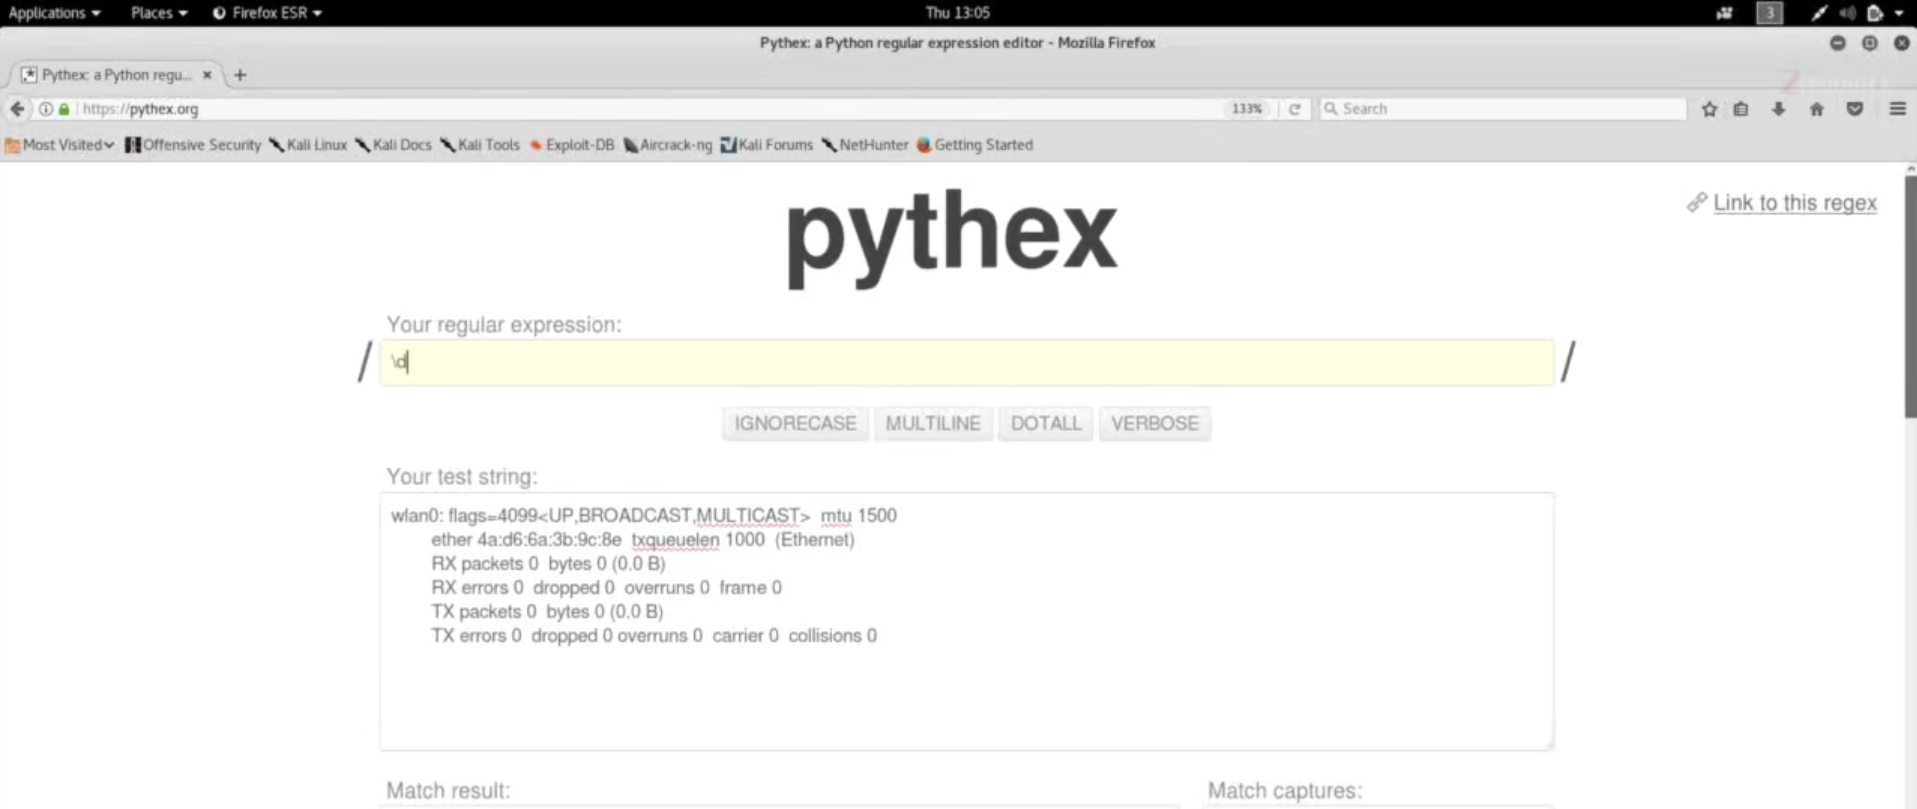 Applications Places Firefox ESR Thu 13:05 3
Pythex: a Python regular expression editor - Mozilla Firefox
Pythex: a Python regu... × +
https://pythex.org 133% Search
Most Visited Offensive Security Kali Linux Kali Docs Kali Tools Exploit-DB Aircrack-ng Kali Forums NetHunter Getting Started
pythex
Link to this regex
Your regular expression:
/ \d /
IGNORECASE MULTILINE DOTALL VERBOSE
Your test string:
wlan0: flags=4099<UP,BROADCAST,MULTICAST>  mtu 1500
ether 4a:d6:6a:3b:9c:8e  txqueuelen 1000  (Ethernet)
RX packets 0  bytes 0 (0.0 B)
RX errors 0  dropped 0  overruns 0  frame 0
TX packets 0  bytes 0 (0.0 B)
TX errors 0  dropped 0 overruns 0  carrier 0  collisions 0
Match result: Match captures: